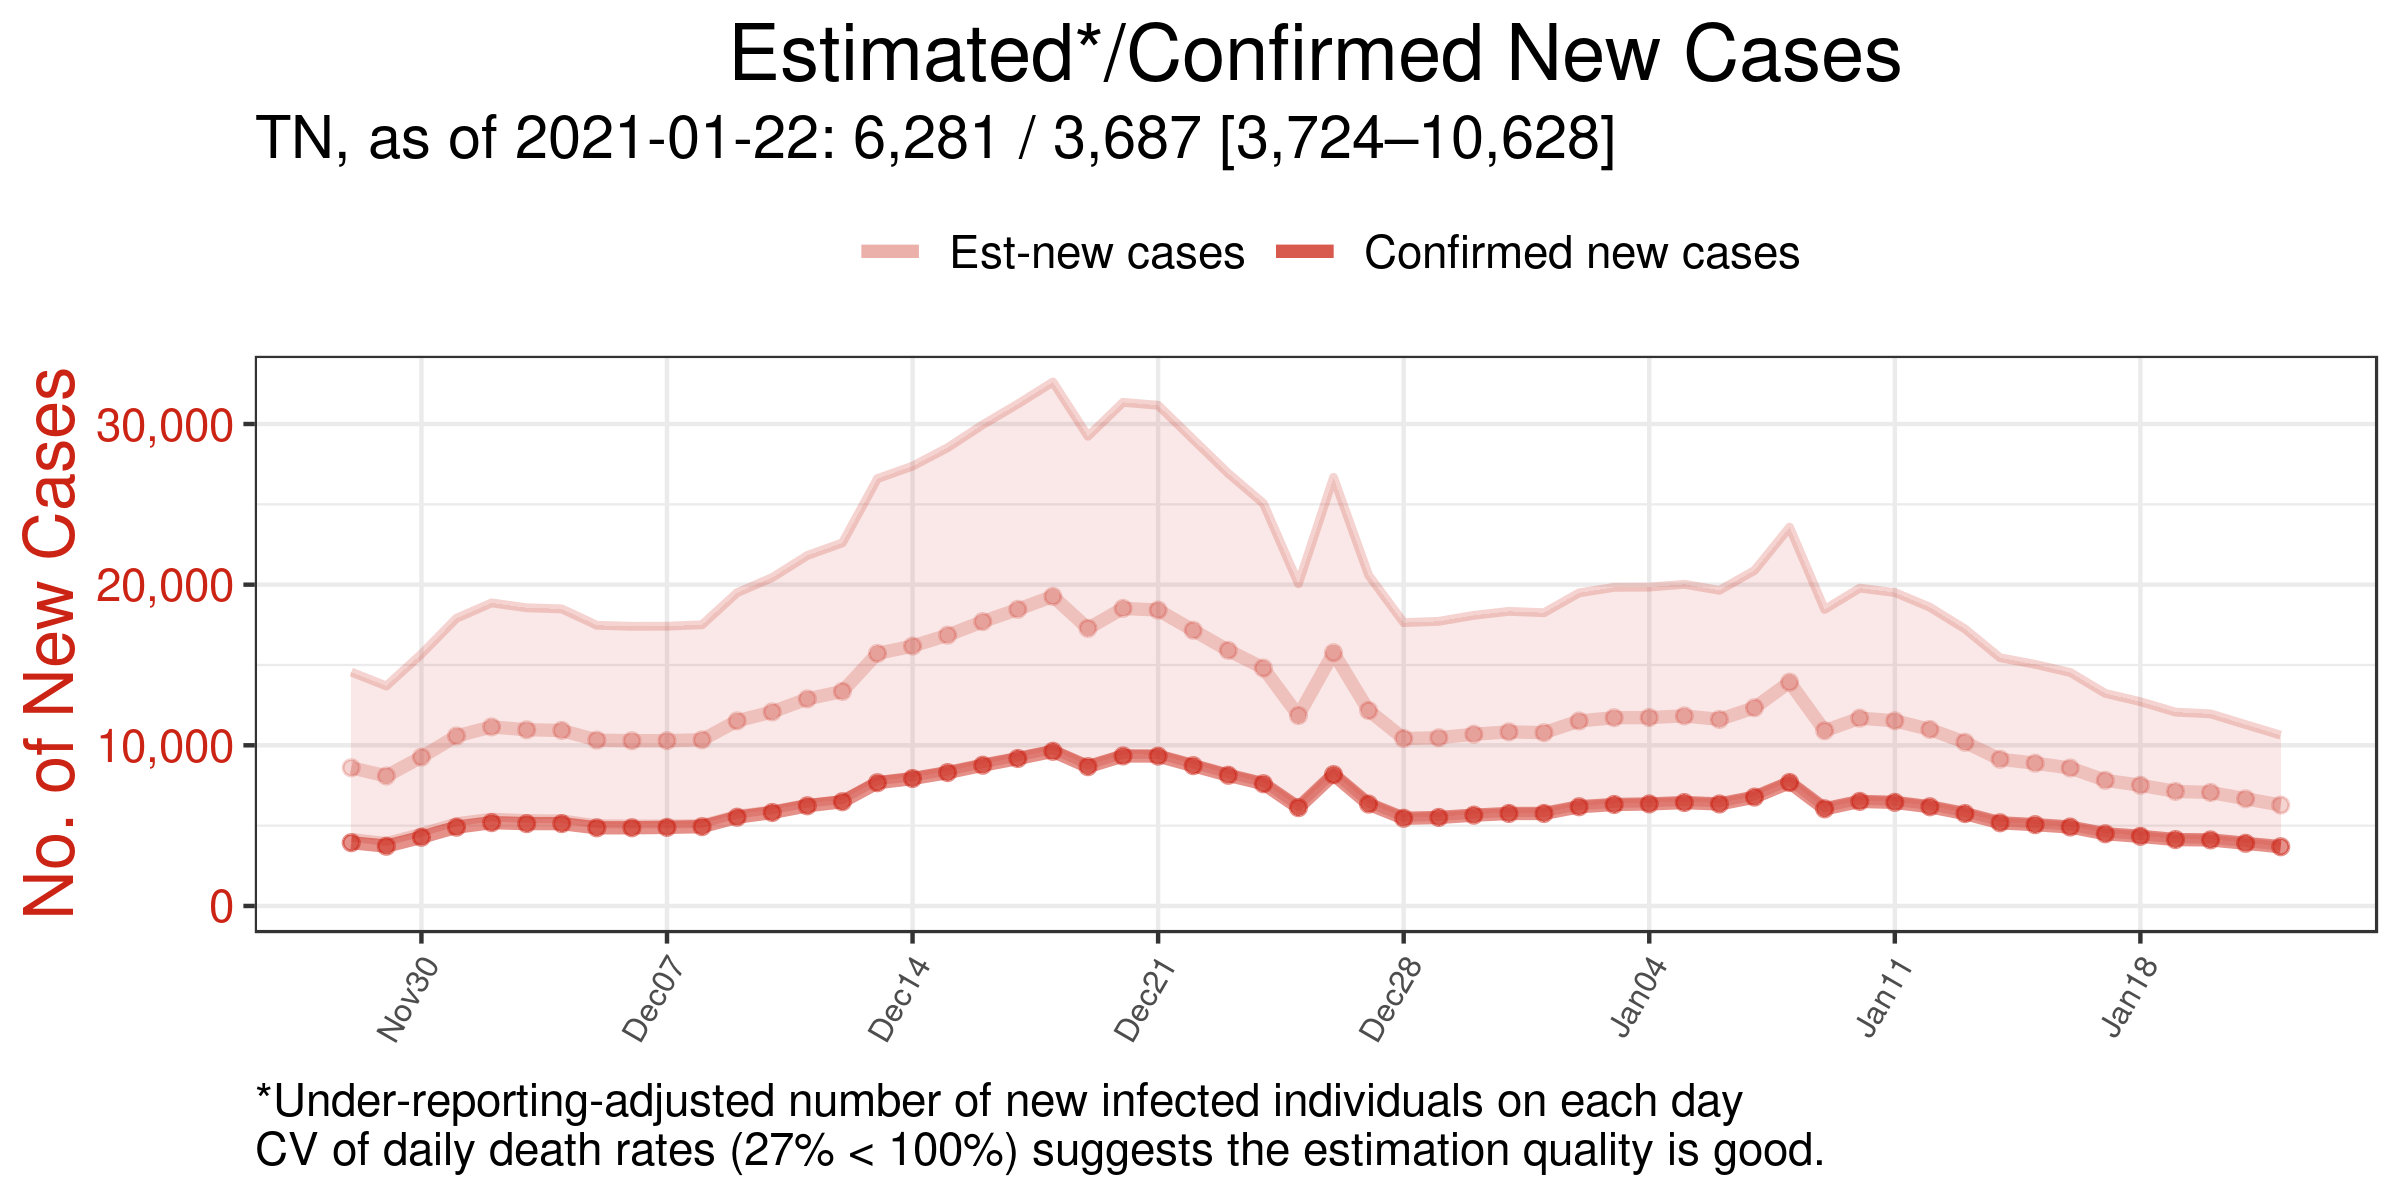 Estimated*/Confirmed New Cases
TN, as of 2021-01-22: 6,281 / 3,687 [3,724–10,628]
Est-new cases
Confirmed new cases
No. of New Cases
30,000
20,000
10,000
0
Nov30
Dec07
Dec14
Dec21
Dec28
Jan04
Jan11
Jan18
*Under-reporting-adjusted number of new infected individuals on each day
CV of daily death rates (27% < 100%) suggests the estimation quality is good.